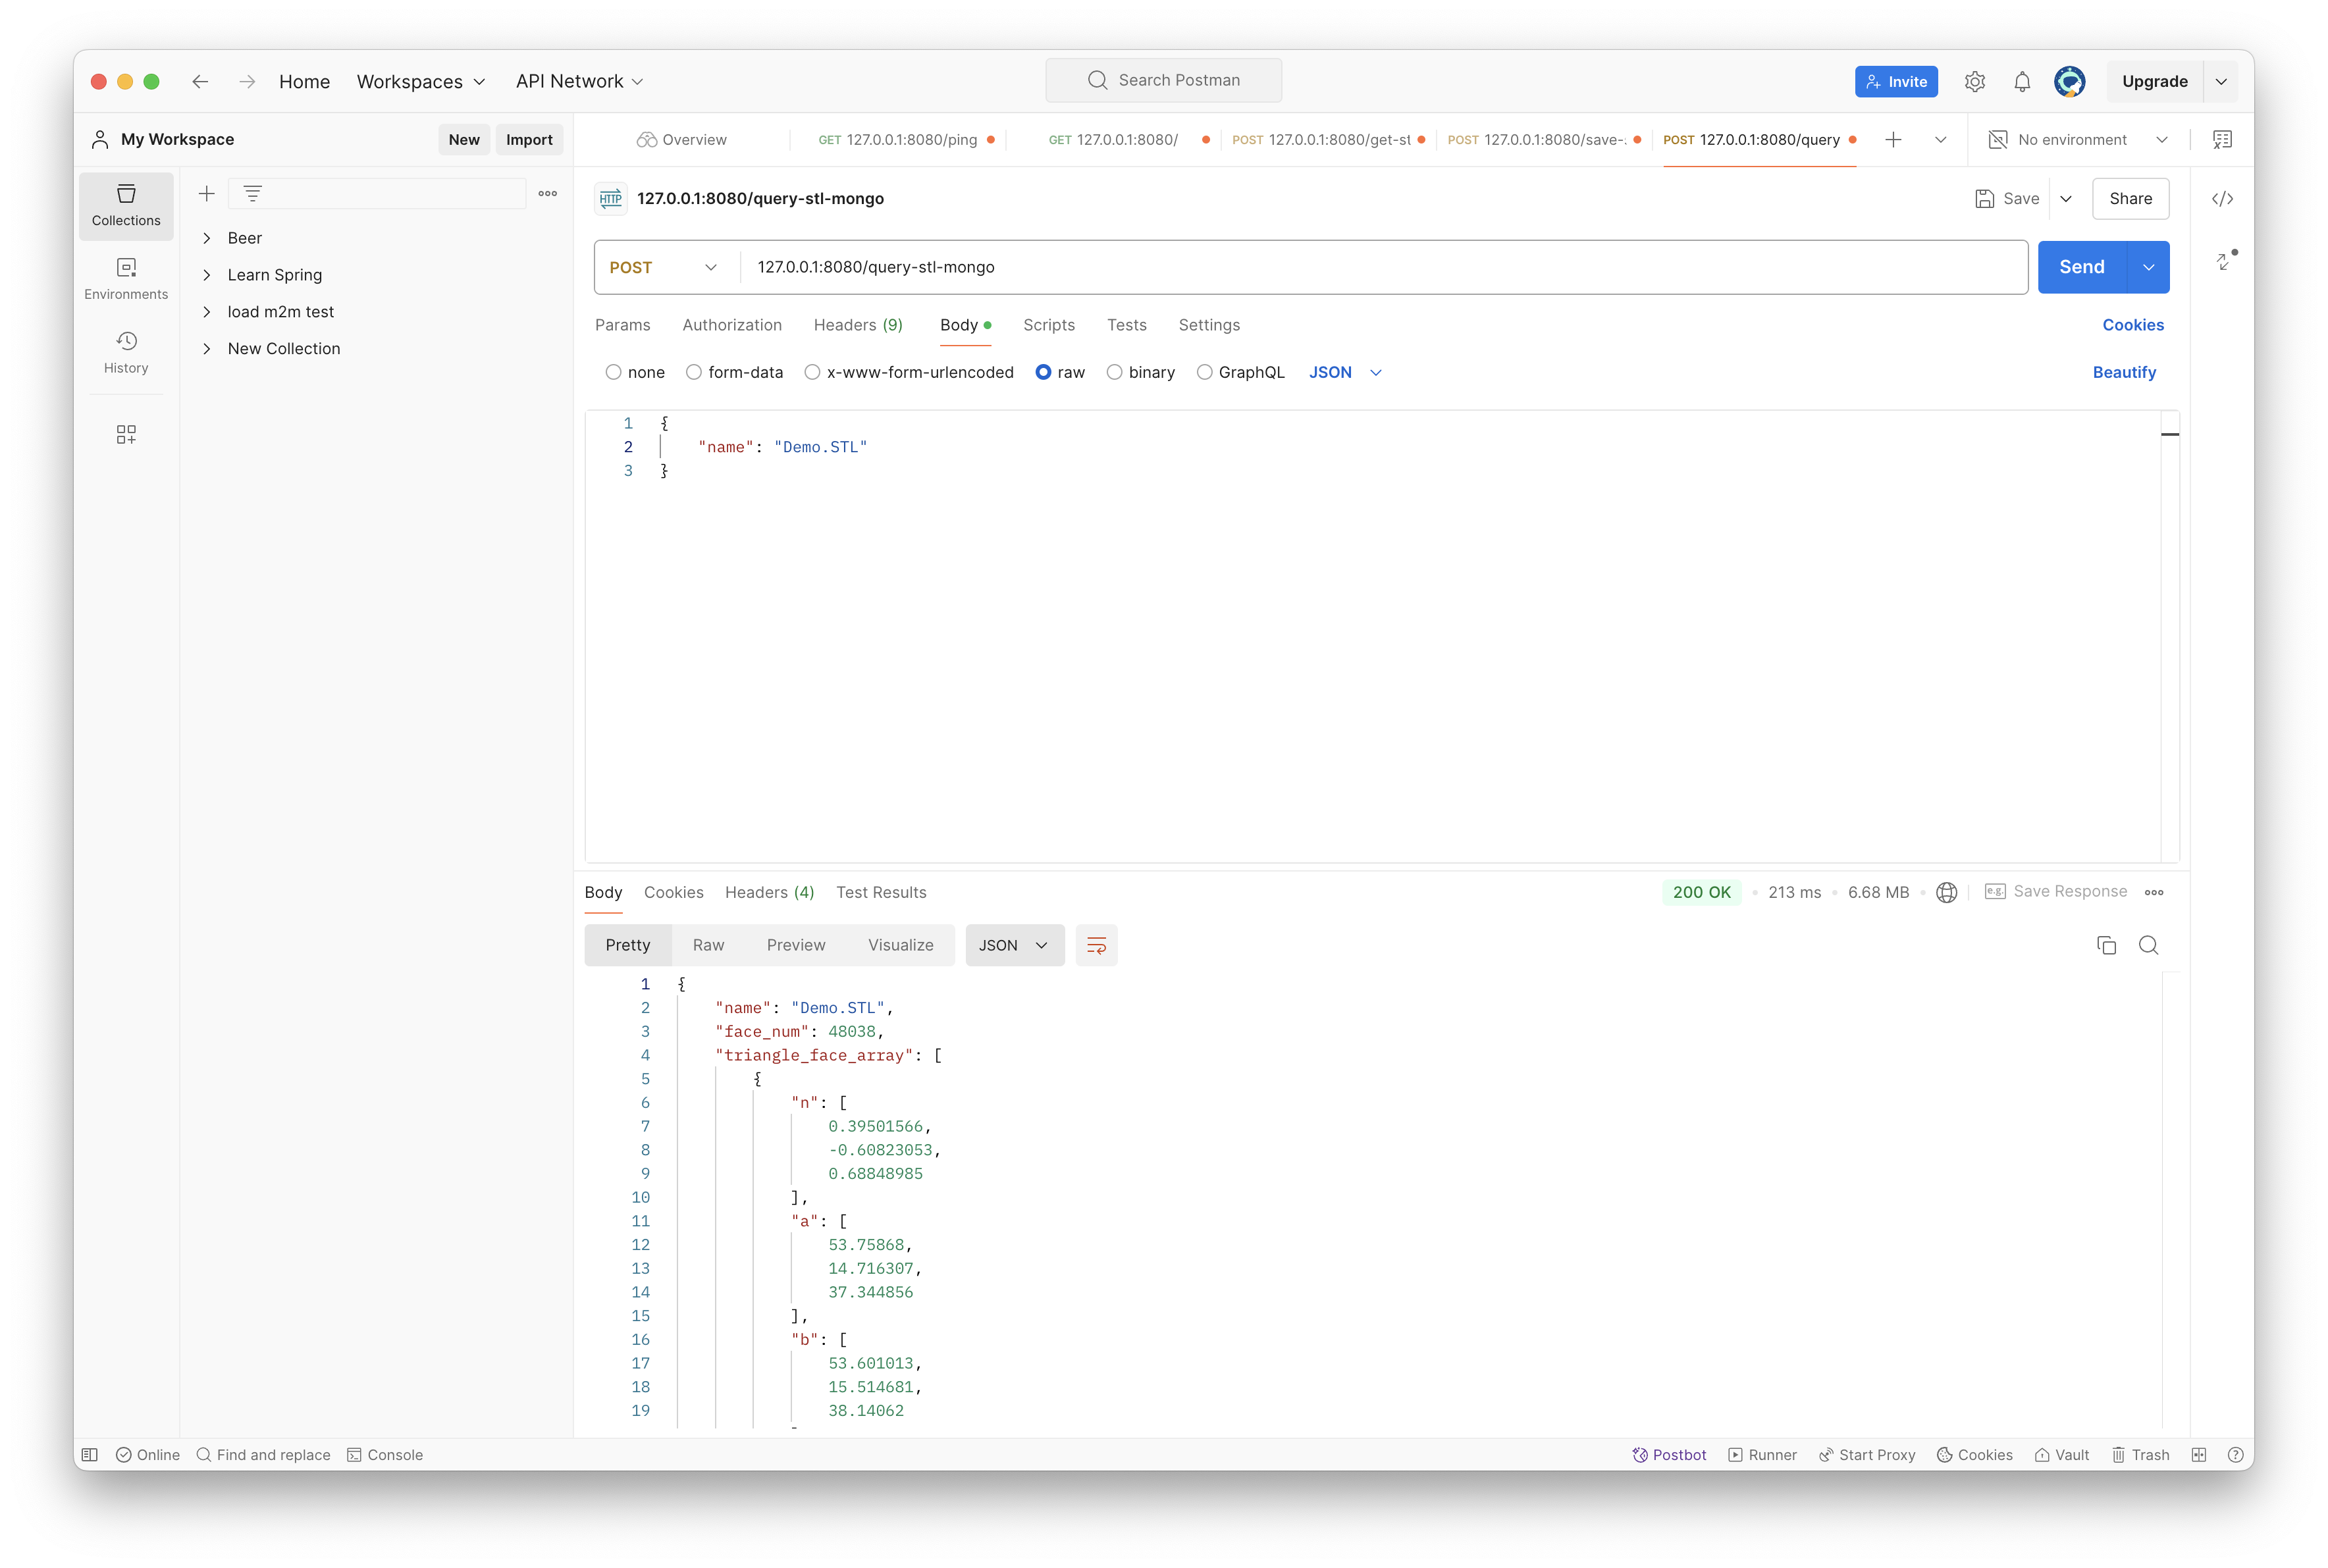 Home Workspaces API Network Search Postman Invite Upgrade
My Workspace New Import Overview GET 127.0.0.1:8080/ping GET 127.0.0.1:8080/ POST 127.0.0.1:8080/get-st POST 127.0.0.1:8080/save-: POST 127.0.0.1:8080/query No environment
Collections
Environments
History
Beer
Learn Spring
load m2m test
New Collection
HTTP 127.0.0.1:8080/query-stl-mongo Save Share
POST 127.0.0.1:8080/query-stl-mongo Send
Params Authorization Headers (9) Body Scripts Tests Settings Cookies
none form-data x-www-form-urlencoded raw binary GraphQL JSON Beautify
1 {
2 "name": "Demo.STL"
3 }
Body Cookies Headers (4) Test Results 200 OK 213 ms 6.68 MB e.g. Save Response
Pretty Raw Preview Visualize JSON
1 {
2 "name": "Demo.STL",
3 "face_num": 48038,
4 "triangle_face_array": [
5 {
6 "n": [
7 0.39501566,
8 -0.60823053,
9 0.68848985
10 ],
11 "a": [
12 53.75868,
13 14.716307,
14 37.344856
15 ],
16 "b": [
17 53.601013,
18 15.514681,
19 38.14062
Online Find and replace Console Postbot Runner Start Proxy Cookies Vault Trash